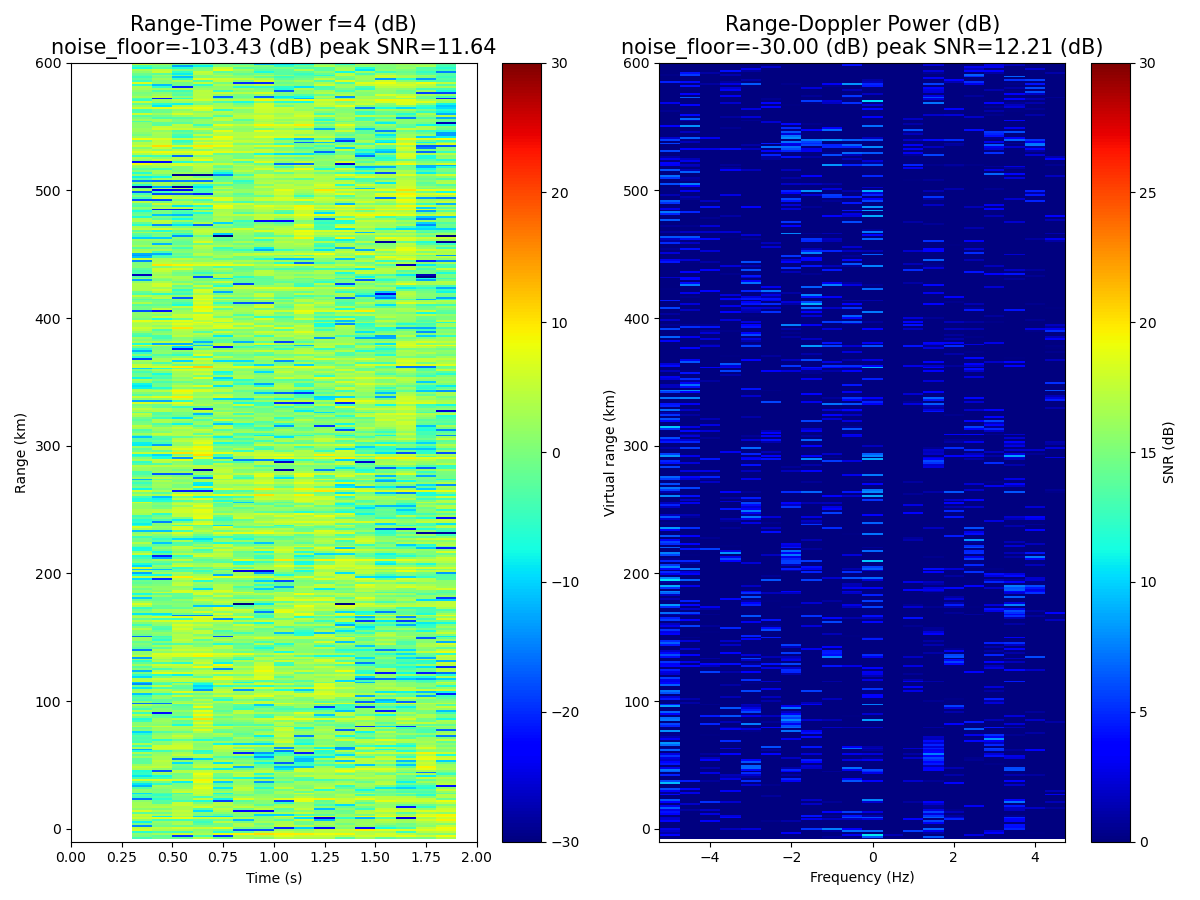 Range-Time Power f=4 (dB)
noise_floor=-103.43 (dB) peak SNR=11.64
Range-Doppler Power (dB)
noise_floor=-30.00 (dB) peak SNR=12.21 (dB)
600
500
400
300
200
100
0
Range (km)
0.00 0.25 0.50 0.75 1.00 1.25 1.50 1.75 2.00
Time (s)
30
20
10
0
−10
−20
−30
600
500
400
300
200
100
0
Virtual range (km)
−4 −2 0 2 4
Frequency (Hz)
30
25
20
15
10
5
0
SNR (dB)